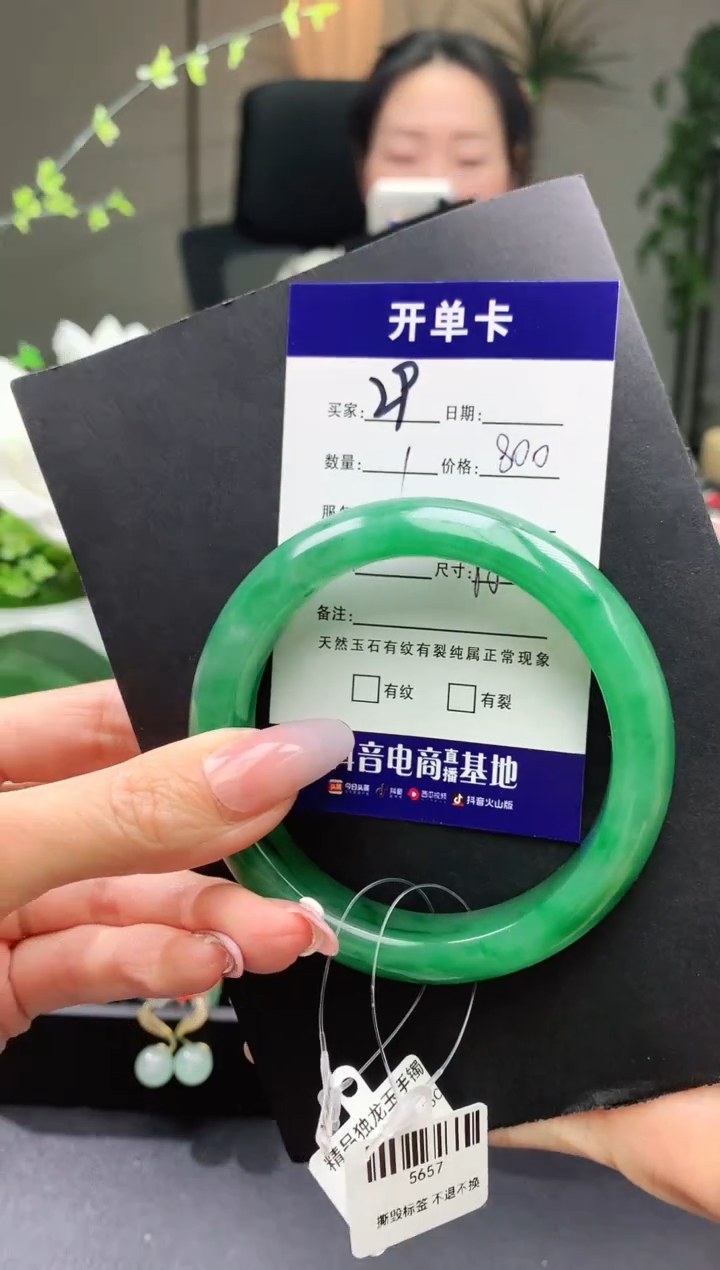 开单卡
买家: 日期:
数量: 1 价格: 800
尺寸:
备注:
天然玉石有纹有裂纯属正常现象
有纹 有裂
音电商直播基地
头条 今日头条 抖音 西瓜视频 抖音火山版
精品独龙玉手镯
5657
撕毁标签 不退不换